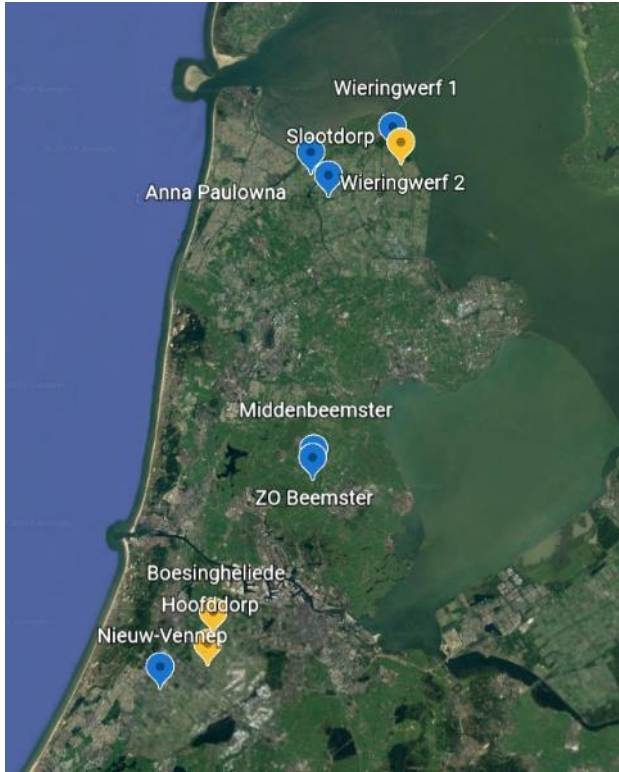 Wieringwerf 1
Slootdorp
Anna Paulowna
Wieringwerf 2
Middenbeemster
ZO Beemster
Boesingheliede
Hoofddorp
Nieuw-Vennep